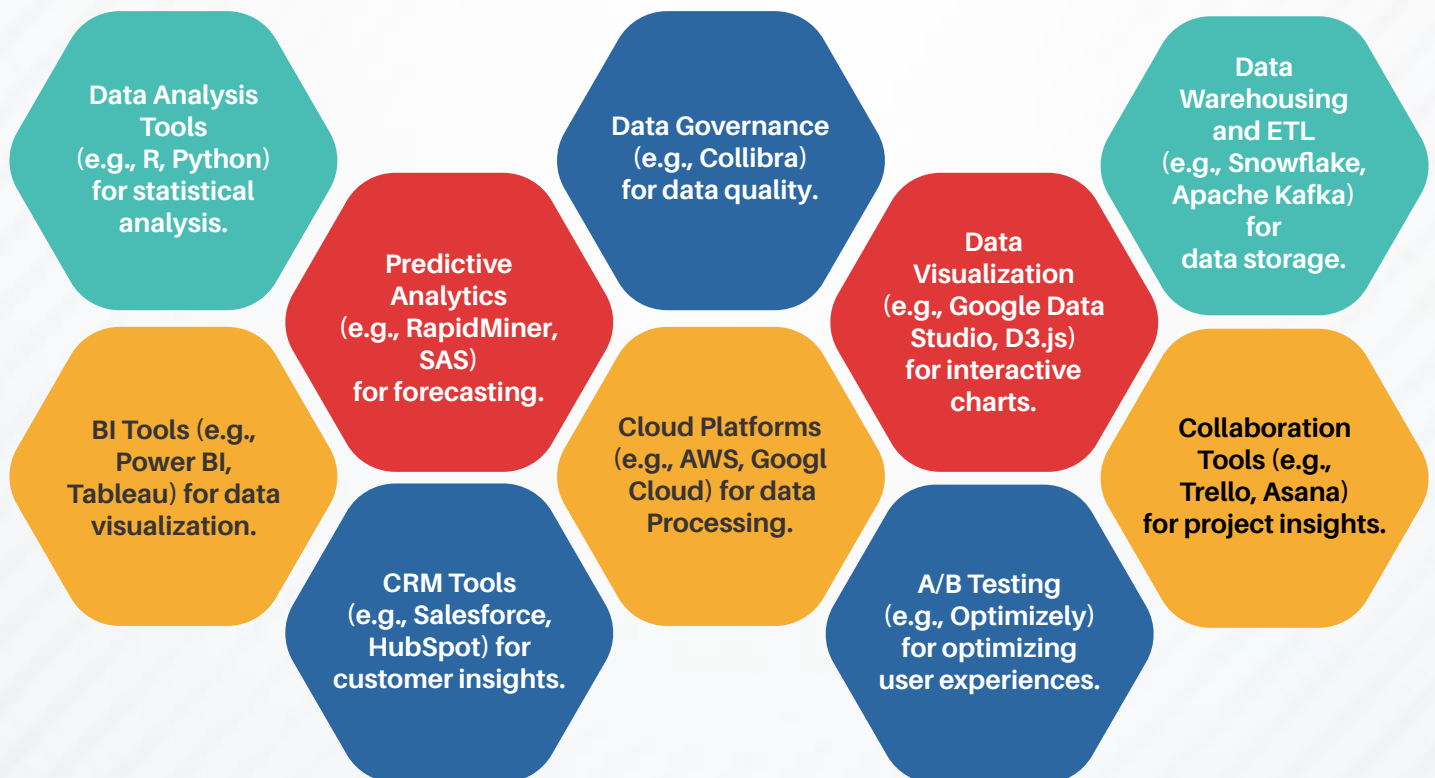 Data Analysis
Tools
(e.g., R, Python)
for statistical
analysis.
Data Governance
(e.g., Collibra)
for data quality.
Data
Warehousing
and ETL
(e.g., Snowflake,
Apache Kafka)
for
data storage.
Predictive
Analytics
(e.g., RapidMiner,
SAS)
for forecasting.
Data
Visualization
(e.g., Google Data
Studio, D3.js)
for interactive
charts.
BI Tools (e.g.,
Power BI,
Tableau) for data
visualization.
Cloud Platforms
(e.g., AWS, Googl
Cloud) for data
Processing.
Collaboration
Tools (e.g.,
Trello, Asana)
for project insights.
CRM Tools
(e.g., Salesforce,
HubSpot) for
customer insights.
A/B Testing
(e.g., Optimizely)
for optimizing
user experiences.